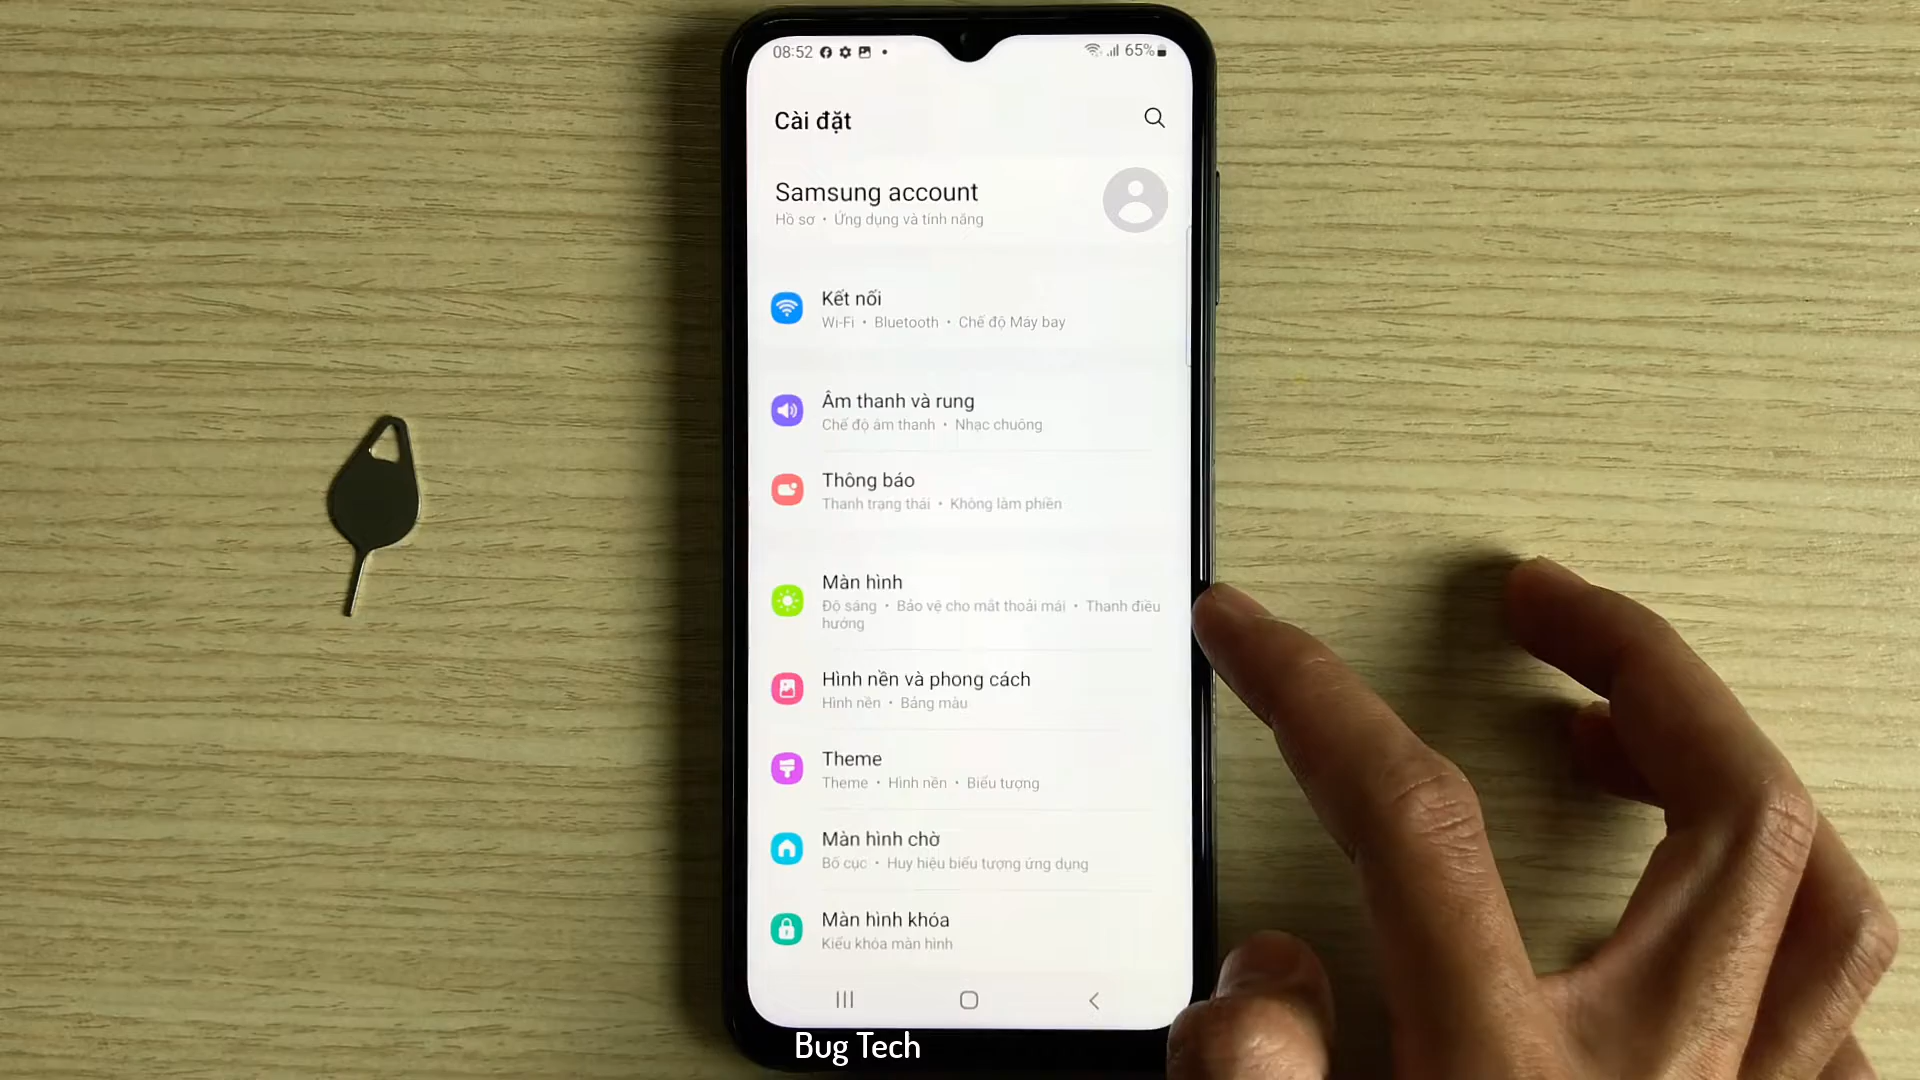 08:52
65%
Cài đặt
Samsung account
Hồ sơ • Ứng dụng và tính năng
Kết nối
Wi-Fi • Bluetooth • Chế độ Máy bay
Âm thanh và rung
Chế độ âm thanh • Nhạc chuông
Thông báo
Thanh trạng thái • Không làm phiền
Màn hình
Độ sáng • Bảo vệ cho mắt thoải mái • Thanh điều
hướng
Hình nền và phong cách
Hình nền • Bảng màu
Theme
Theme • Hình nền • Biểu tượng
Màn hình chờ
Bố cục • Huy hiệu biểu tượng ứng dụng
Màn hình khóa
Kiểu khóa màn hình
Bug Tech